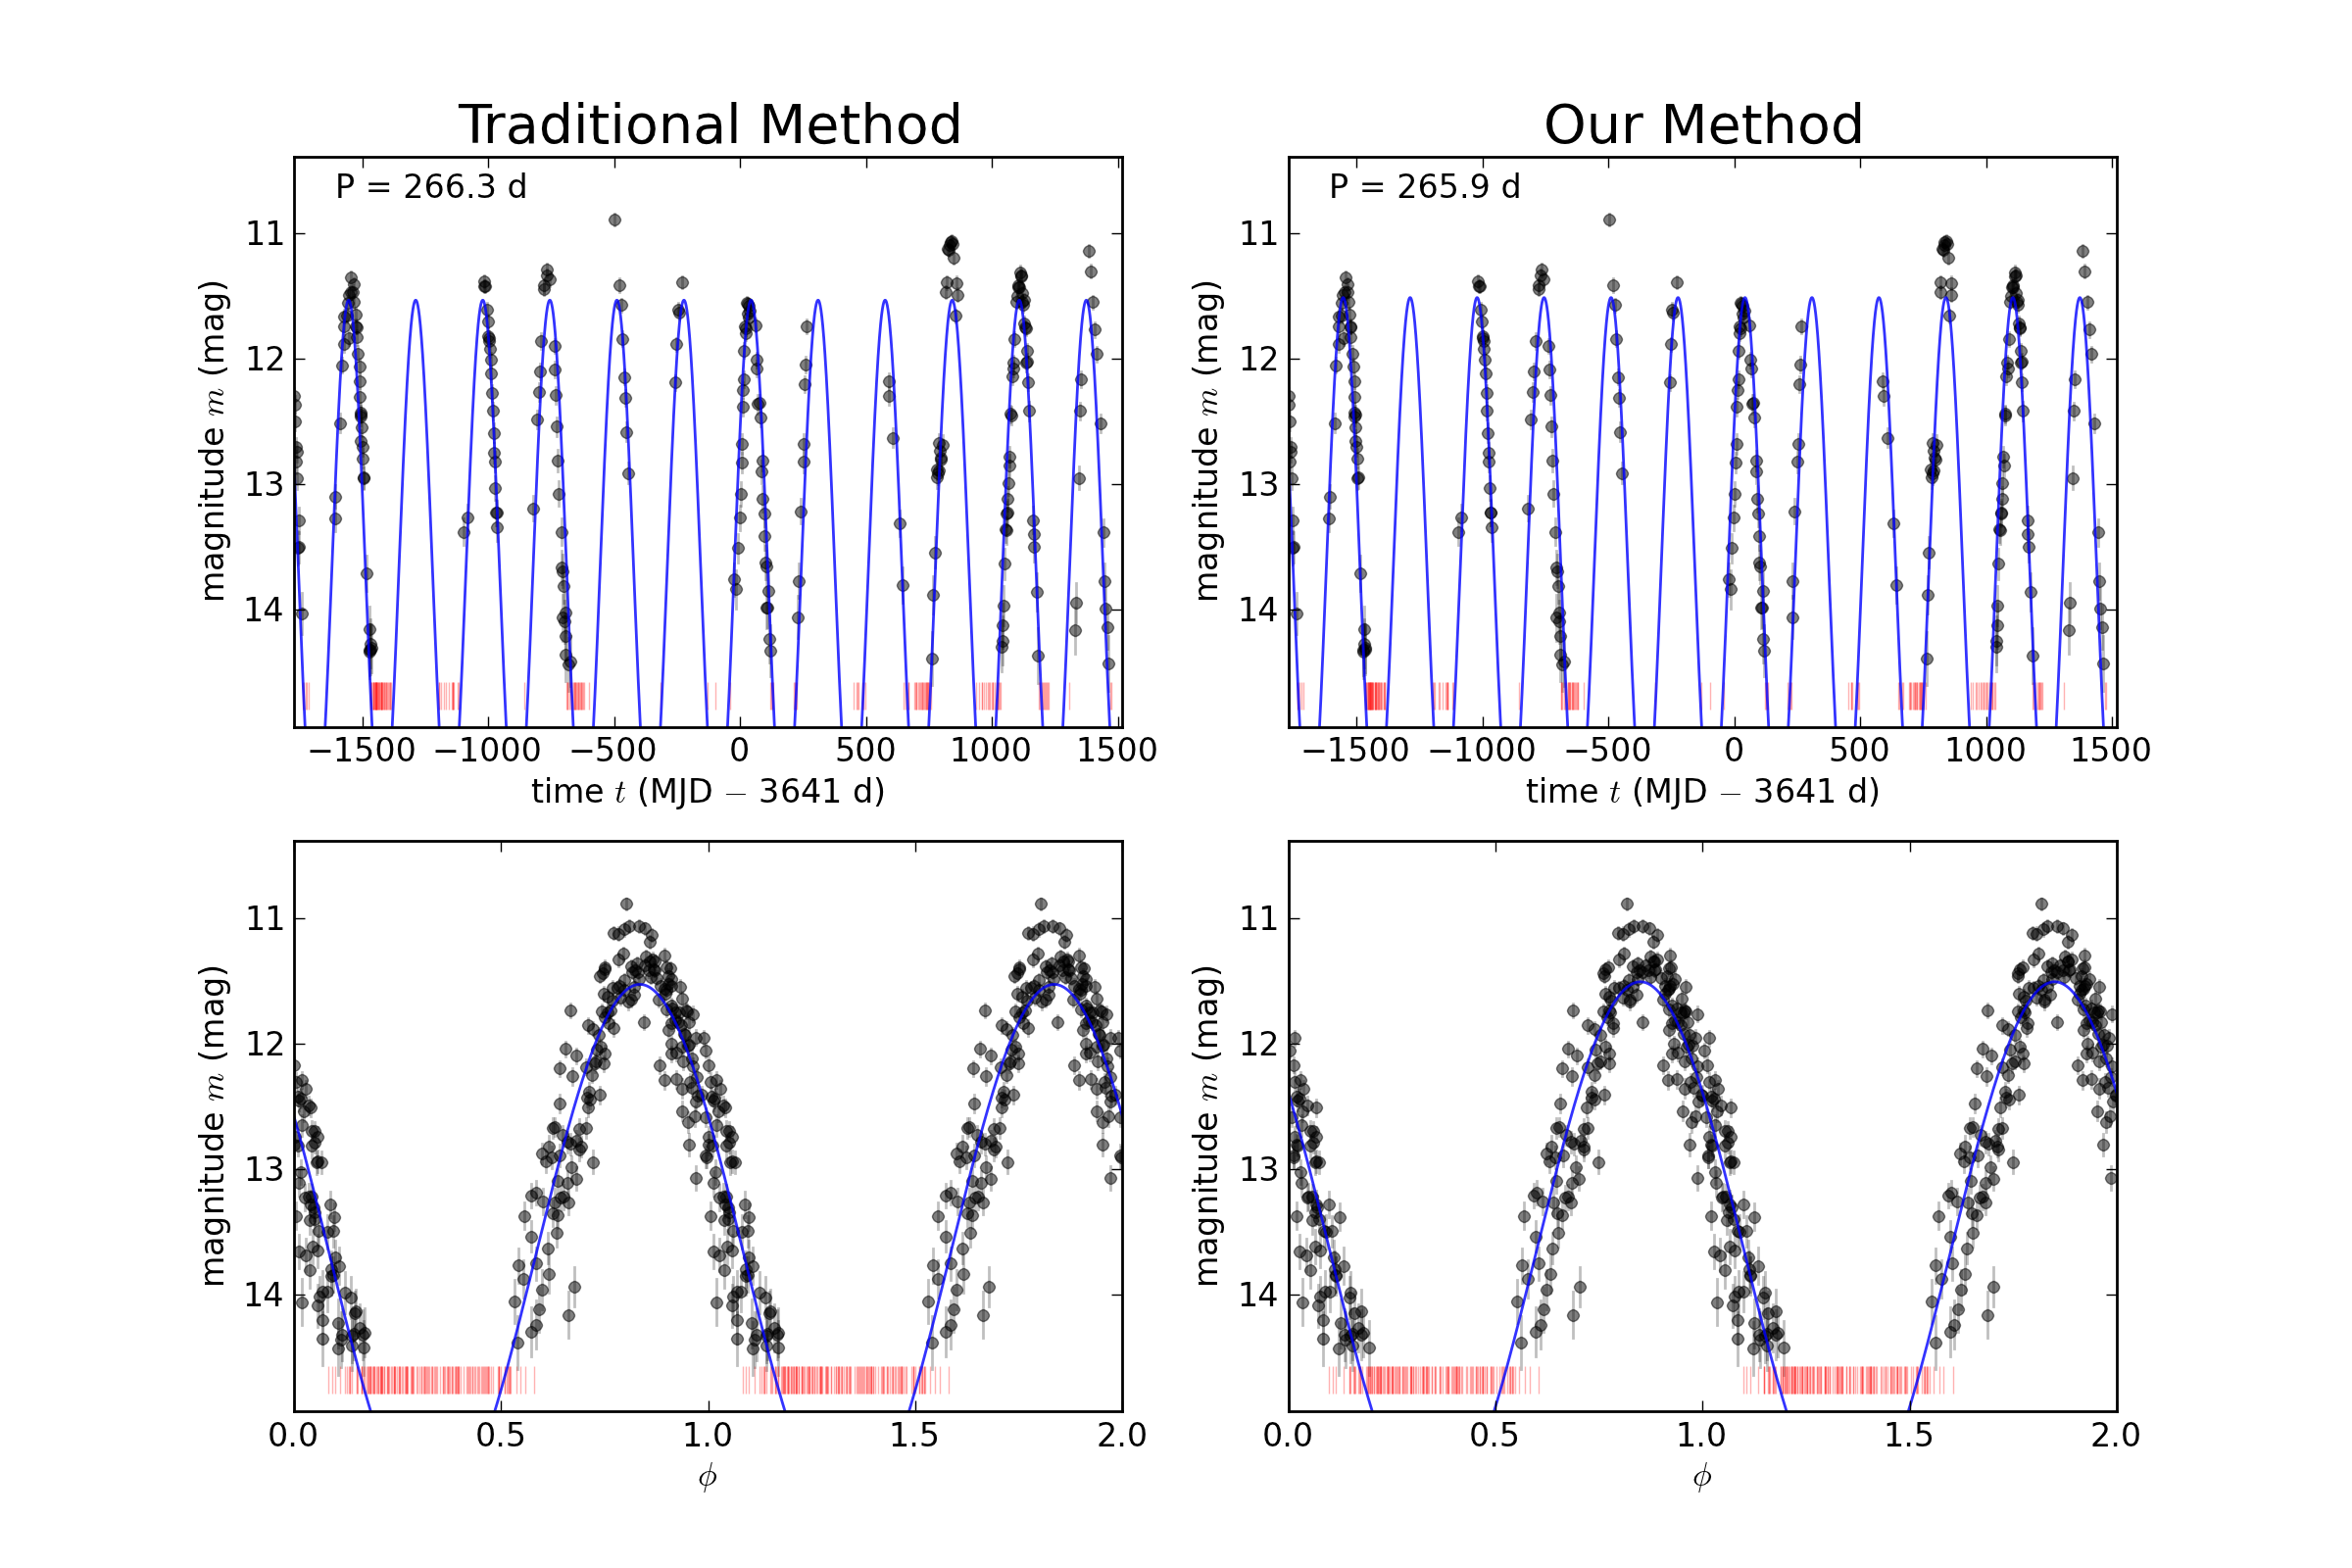 Traditional Method
Our Method
P = 266.3 d
P = 265.9 d
11
12
13
14
magnitude m (mag)
−1500 −1000 −500 0 500 1000 1500
time t (MJD − 3641 d)
11
12
13
14
magnitude m (mag)
−1500 −1000 −500 0 500 1000 1500
time t (MJD − 3641 d)
11
12
13
14
magnitude m (mag)
0.0 0.5 1.0 1.5 2.0
ϕ
11
12
13
14
magnitude m (mag)
0.0 0.5 1.0 1.5 2.0
ϕ